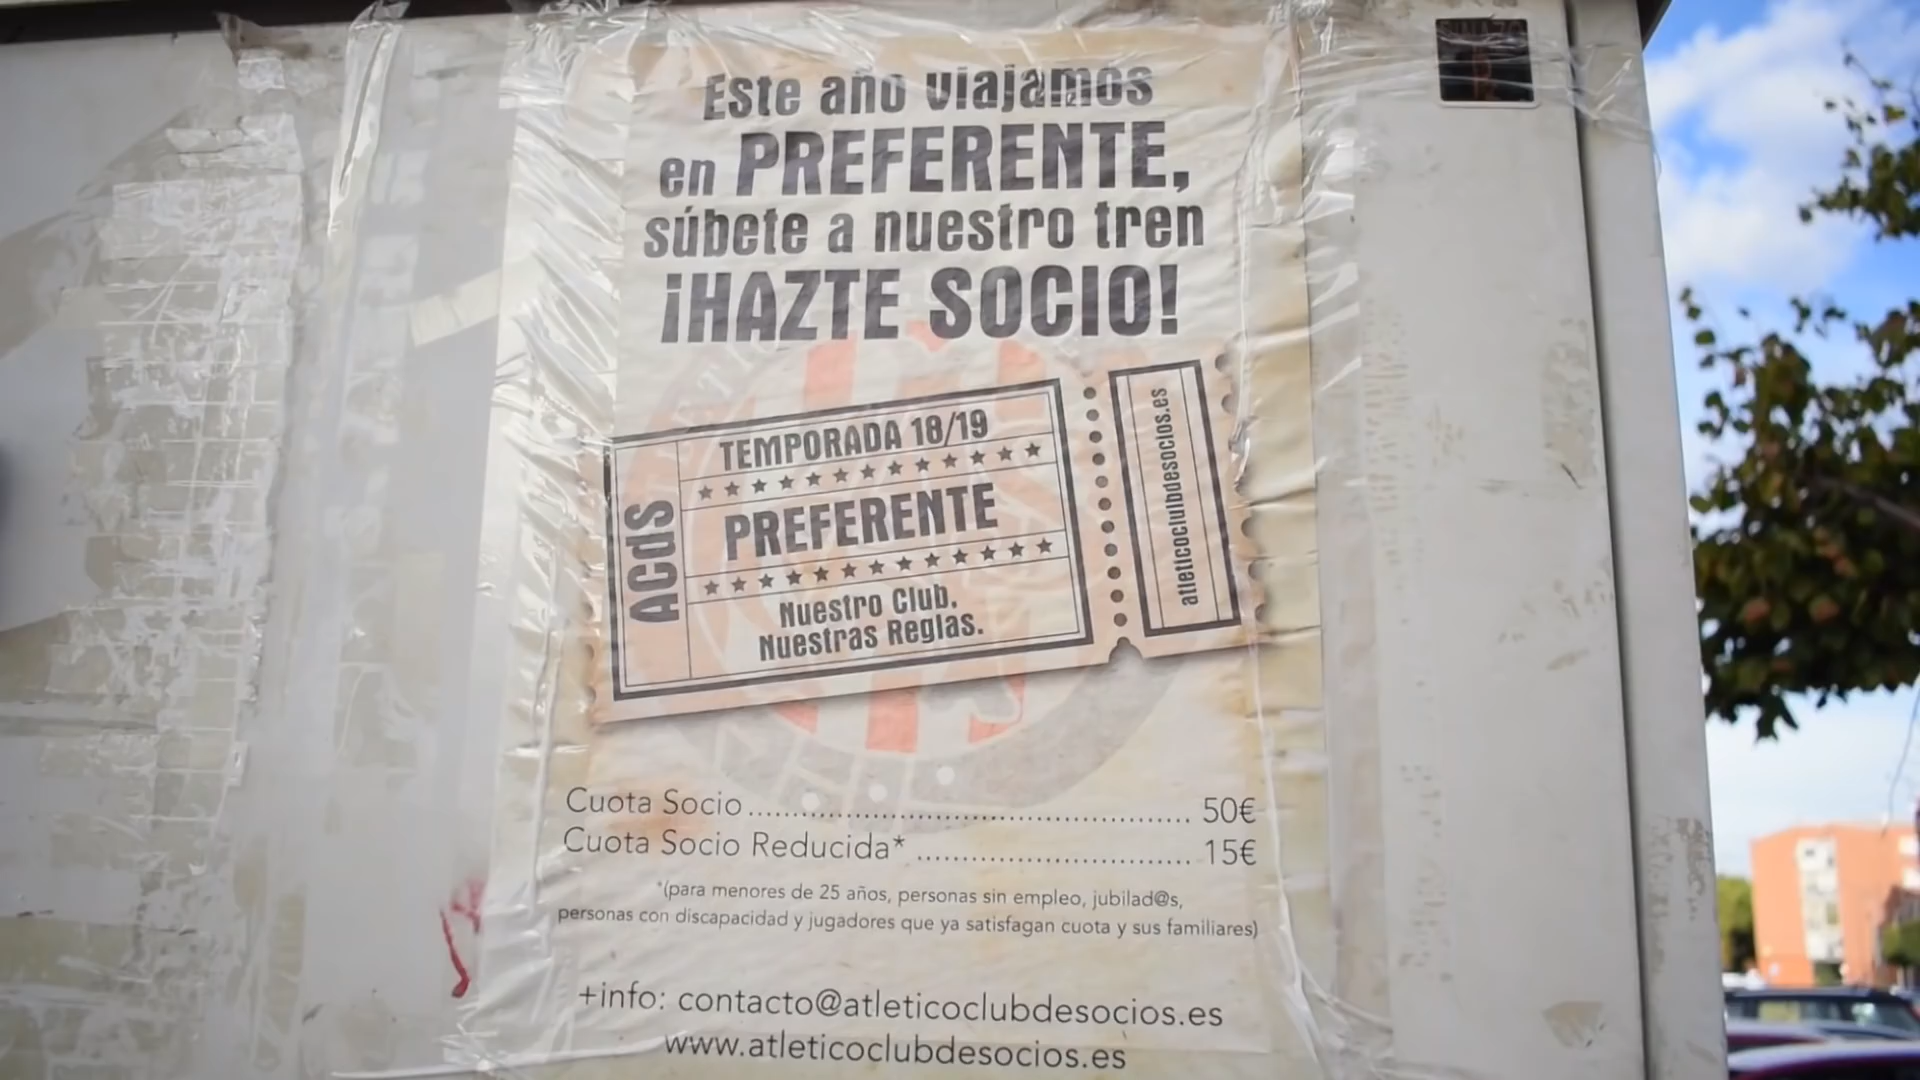 Este año viajamos
en PREFERENTE,
súbete a nuestro tren
¡HAZTE SOCIO!
TEMPORADA 18/19
ACdS
PREFERENTE
Nuestro Club.
Nuestras Reglas.
atleticoclulbdesocios.es
Cuota Socio ........................................................ 50€
Cuota Socio Reducida* .................................. 15€
*(para menores de 25 años, personas sin empleo, jubilad@s,
personas con discapacidad y jugadores que ya satisfagan cuota y sus familiares)
+info: contacto@atleticoclubdesocios.es
www.atleticoclubdesocios.es